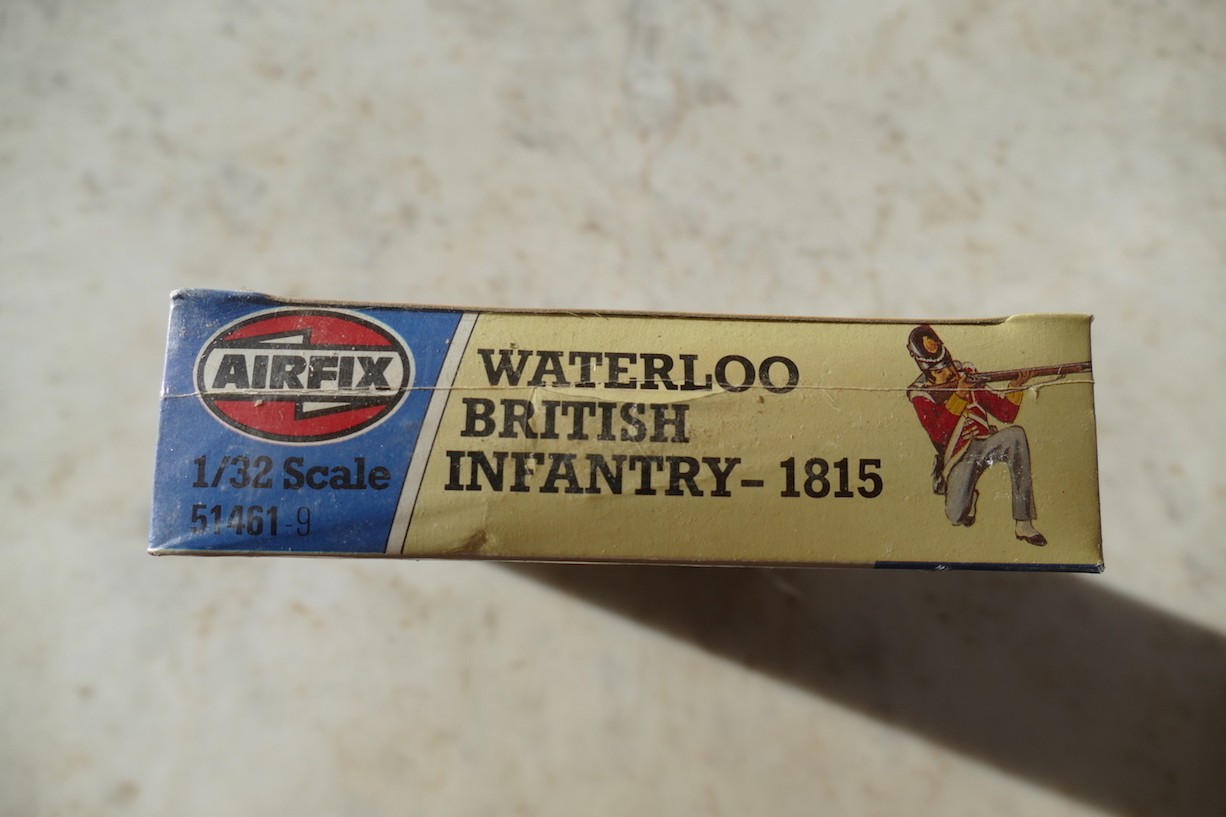 AIRFIX
1/32 Scale
51461-9
WATERLOO
BRITISH
INFANTRY– 1815